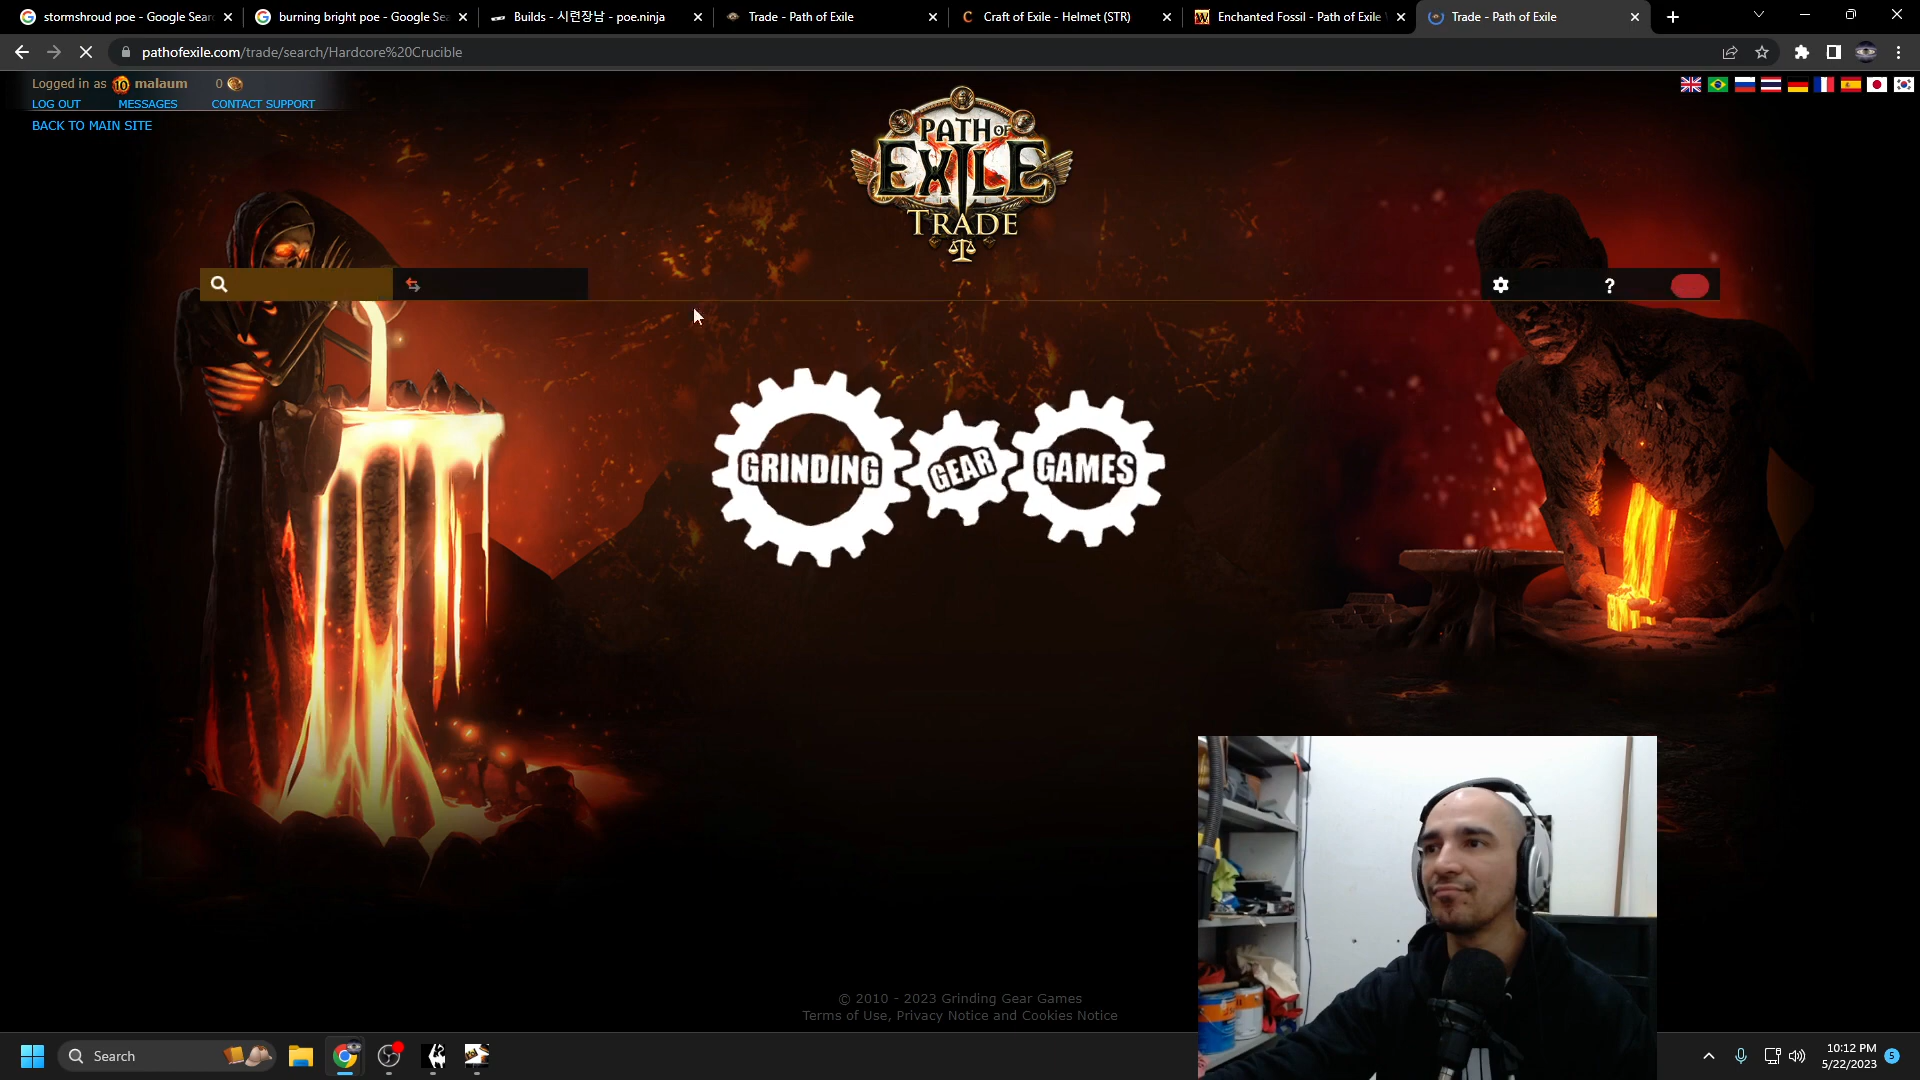 stormshroud poe - Google Sear
burning bright poe - Google Se
Builds - 시련장남 - poe.ninja
Trade - Path of Exile
Craft of Exile - Helmet (STR)
Enchanted Fossil - Path of Exile
Trade - Path of Exile
pathofexile.com/trade/search/Hardcore%20Crucible
Logged in as malaum 0
LOG OUT MESSAGES CONTACT SUPPORT
BACK TO MAIN SITE
PATH OF
EXILE
TRADE
?
GRINDING GEAR GAMES
© 2010 - 2023 Grinding Gear Games
Terms of Use, Privacy Notice and Cookies Notice
Search
10:12 PM
5/22/2023
5